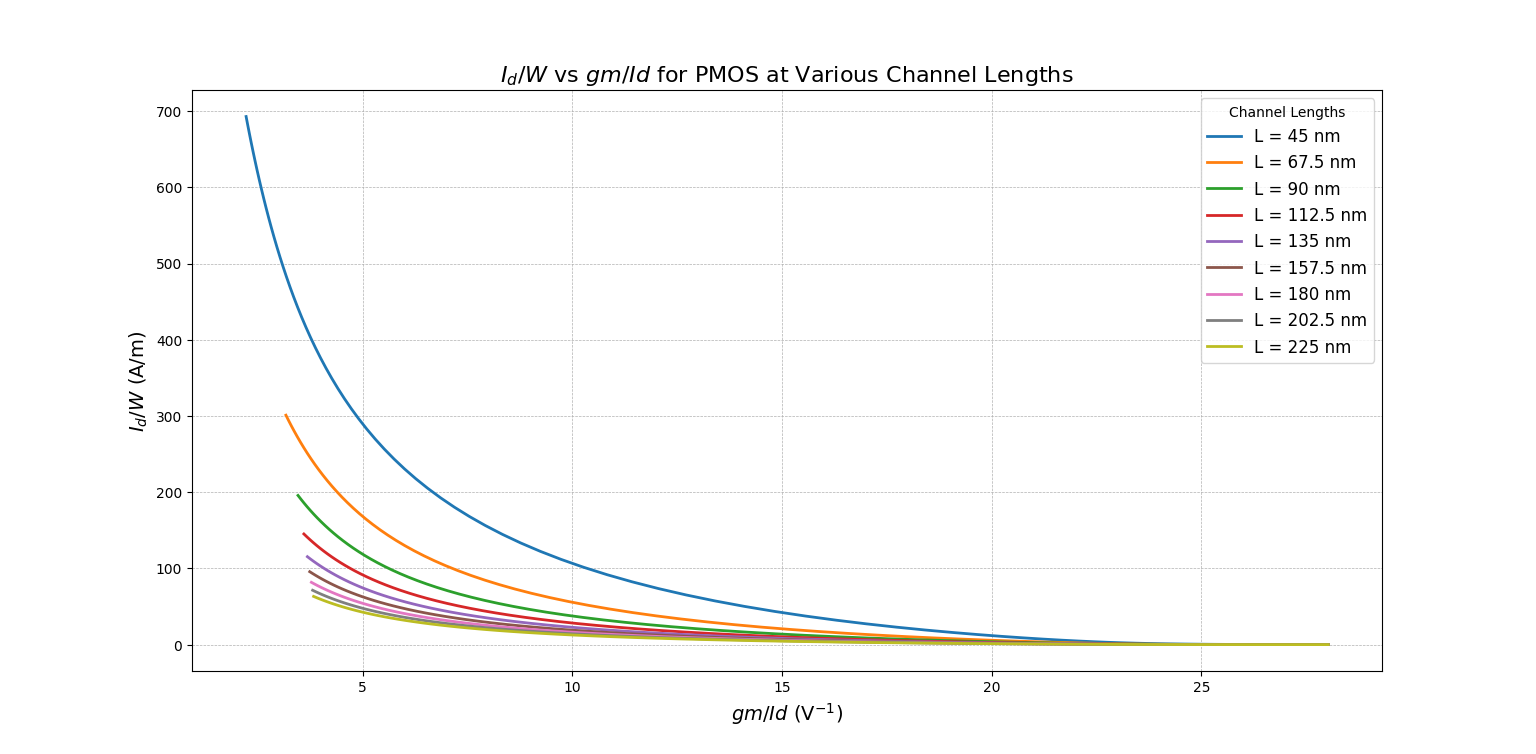 I_d/W vs gm/Id for PMOS at Various Channel Lengths
700
600
500
400
300
200
100
0
I_d/W (A/m)
5 10 15 20 25
gm/Id (V⁻¹)
Channel Lengths
L = 45 nm
L = 67.5 nm
L = 90 nm
L = 112.5 nm
L = 135 nm
L = 157.5 nm
L = 180 nm
L = 202.5 nm
L = 225 nm